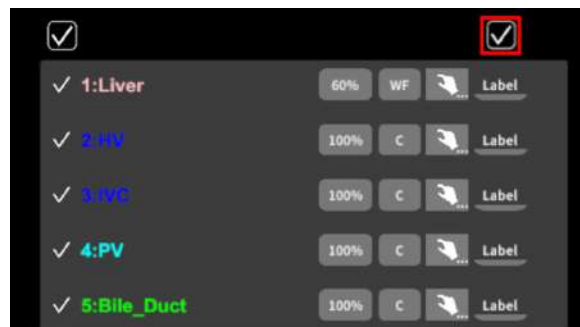 1:Liver 60% WF Label
2:HV 100% C Label
3:IVC 100% C Label
4:PV 100% C Label
5:Bile_Duct 100% C Label